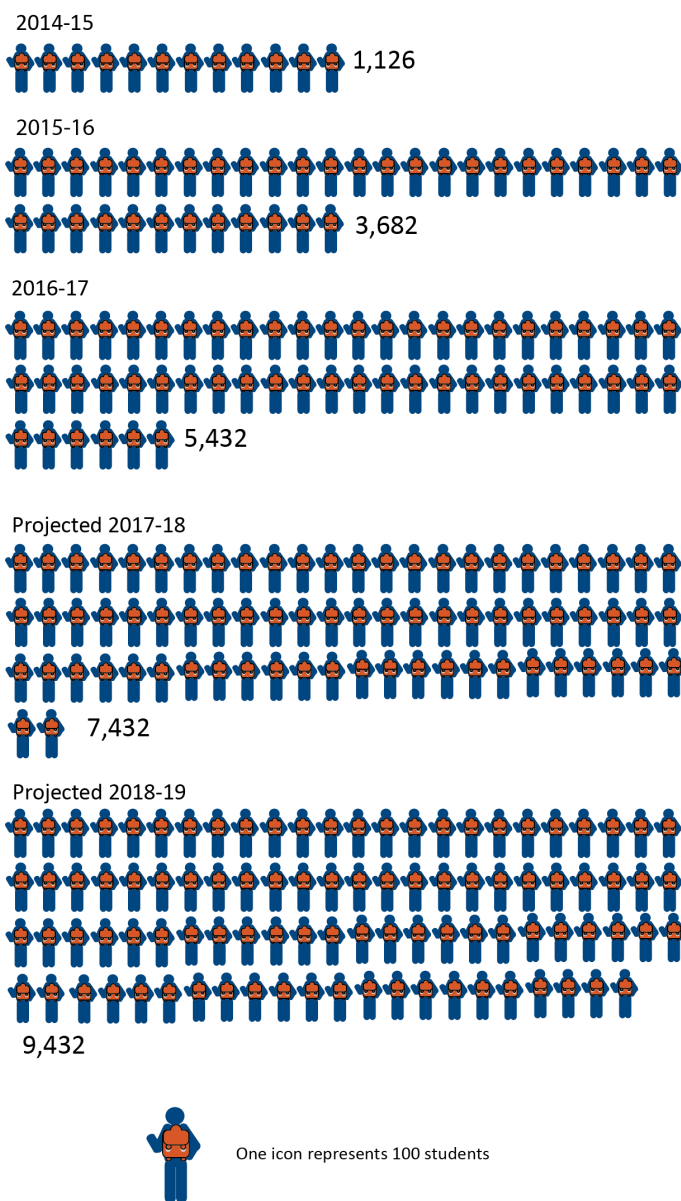 2014-15
1,126
2015-16
3,682
2016-17
5,432
Projected 2017-18
7,432
Projected 2018-19
9,432
One icon represents 100 students